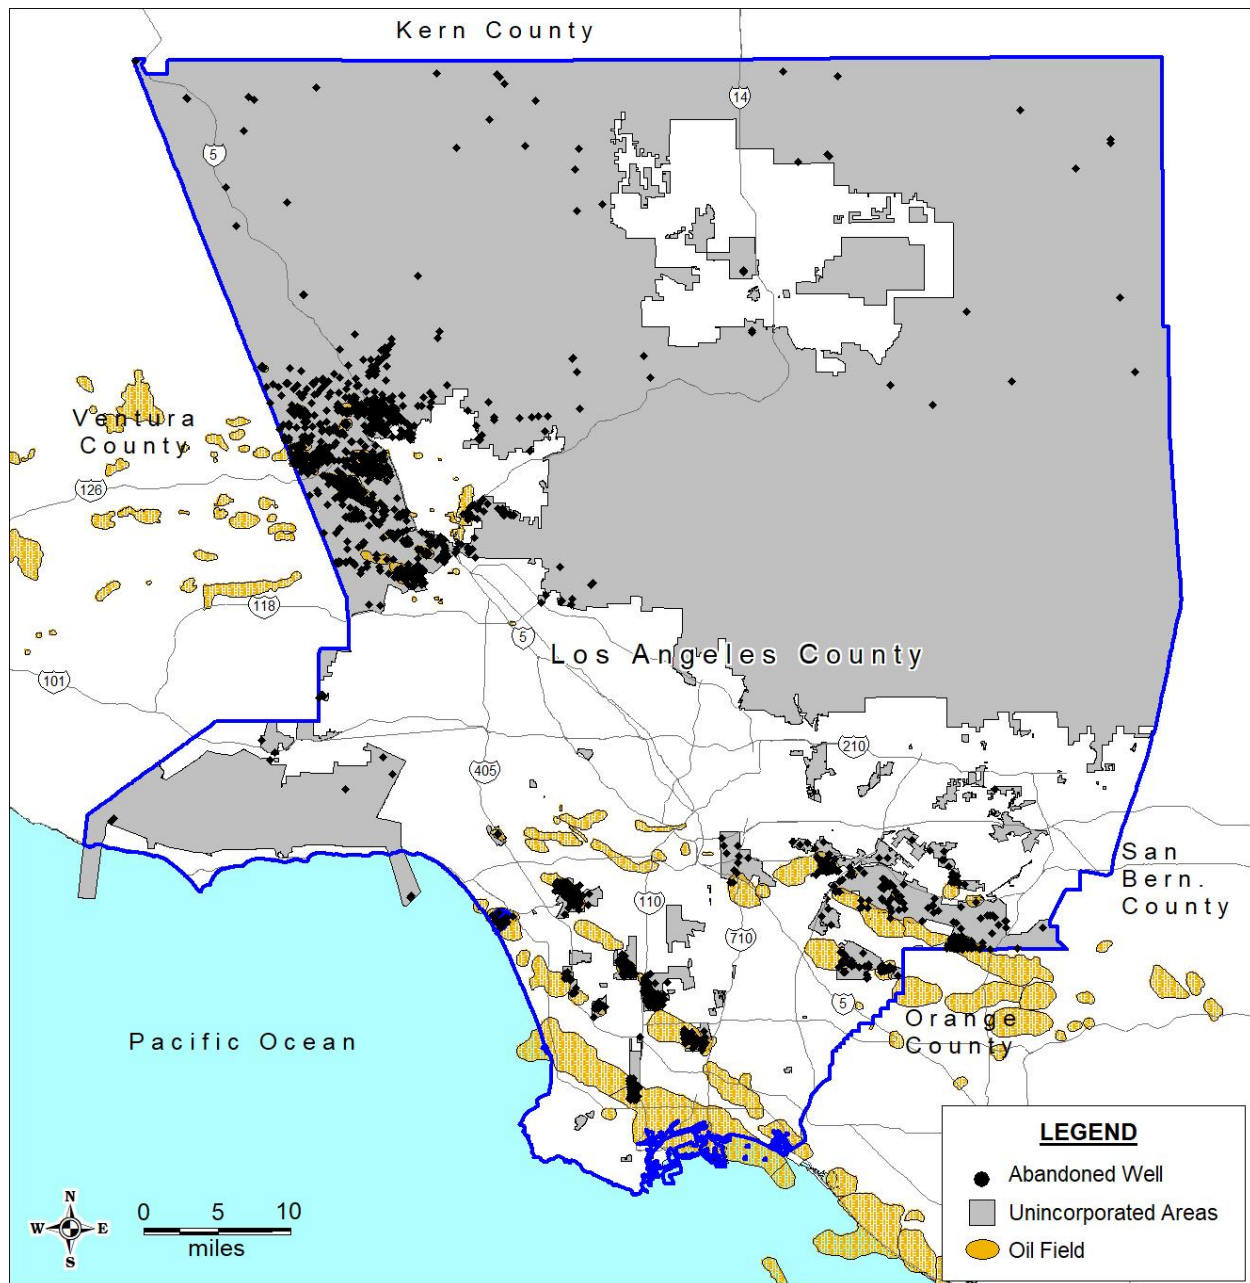 Kern County
14
5
Ventura
County
126
118
5
Los Angeles County
101
210
405
San
Bern.
County
110
710
5
Orange
County
Pacific Ocean
LEGEND
Abandoned Well
Unincorporated Areas
Oil Field
N
W E
S
0 5 10
miles